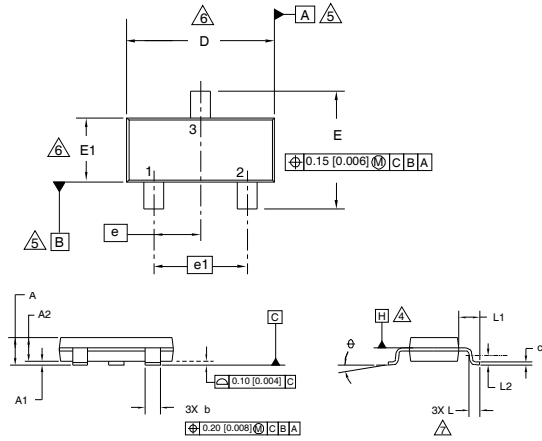 6
D
A 5
3
E
6 E1
⌖ 0.15 [0.006] Ⓜ C B A
1 2
5 B
e
e1
A
A2
C
H 4
L1
θ
c
A1
⌓ 0.10 [0.004] C
L2
3X b
3X L
⌖ 0.20 [0.008] Ⓜ C B A
7